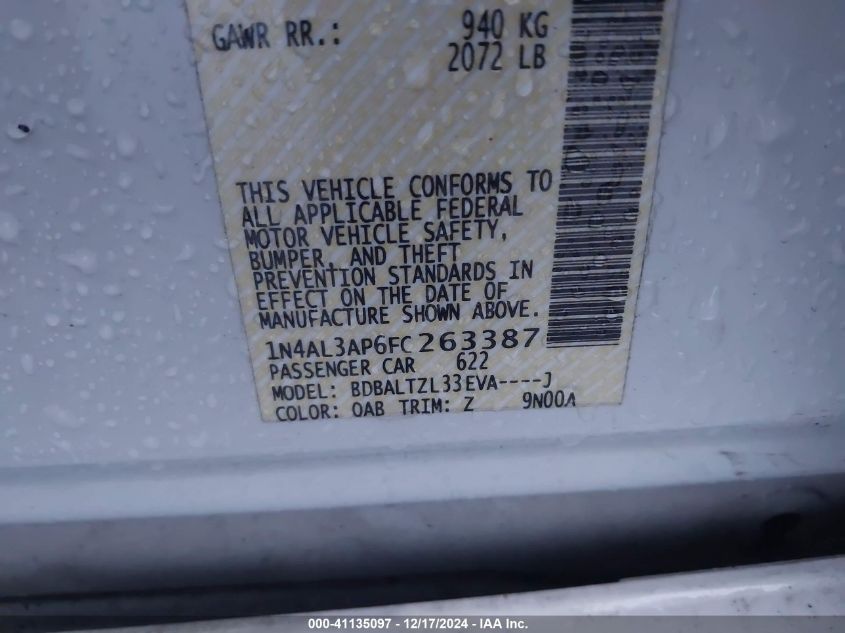 GAWR RR.: 940 KG
2072 LB
THIS VEHICLE CONFORMS TO
ALL APPLICABLE FEDERAL
MOTOR VEHICLE SAFETY,
BUMPER, AND THEFT
PREVENTION STANDARDS IN
EFFECT ON THE DATE OF
MANUFACTURE SHOWN ABOVE.
1N4AL3AP6FC263387
PASSENGER CAR 622
MODEL: BDBALTZL33EVA----J
COLOR: QAB TRIM: Z 9N00A
000-41135097 - 12/17/2024 - IAA Inc.